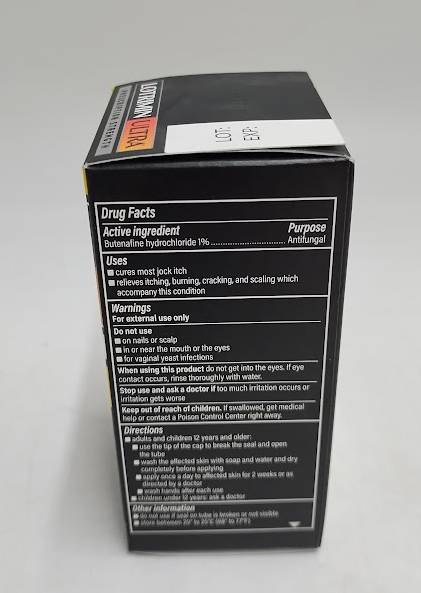 PRESCRIPTION STRENGTH
LOTRIMIN ULTRA
LOT:
EXP:
Drug Facts
Active ingredient Purpose
Butenafine hydrochloride 1% .......................... Antifungal
Uses
■ cures most jock itch
■ relieves itching, burning, cracking, and scaling which
accompany this condition
Warnings
For external use only
Do not use
■ on nails or scalp
■ in or near the mouth or the eyes
■ for vaginal yeast infections
When using this product do not get into the eyes. If eye
contact occurs, rinse thoroughly with water.
Stop use and ask a doctor if too much irritation occurs or
irritation gets worse
Keep out of reach of children. If swallowed, get medical
help or contact a Poison Control Center right away.
Directions
■ adults and children 12 years and older:
■ use the tip of the cap to break the seal and open
the tube
■ wash the affected skin with soap and water and dry
completely before applying
■ apply once a day to affected skin for 2 weeks or as
directed by a doctor
■ wash hands after each use
■ children under 12 years: ask a doctor
Other information
■ do not use if seal on tube is broken or not visible
■ store between 20° to 25°C (68° to 77°F)